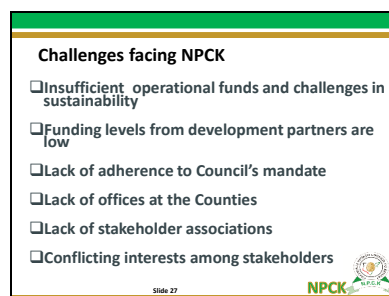 Challenges facing NPCK
❑Insufficient operational funds and challenges in
sustainability
❑Funding levels from development partners are
low
❑Lack of adherence to Council's mandate
❑Lack of offices at the Counties
❑Lack of stakeholder associations
❑Conflicting interests among stakeholders
Slide 27
NPCK
N.P.C.K